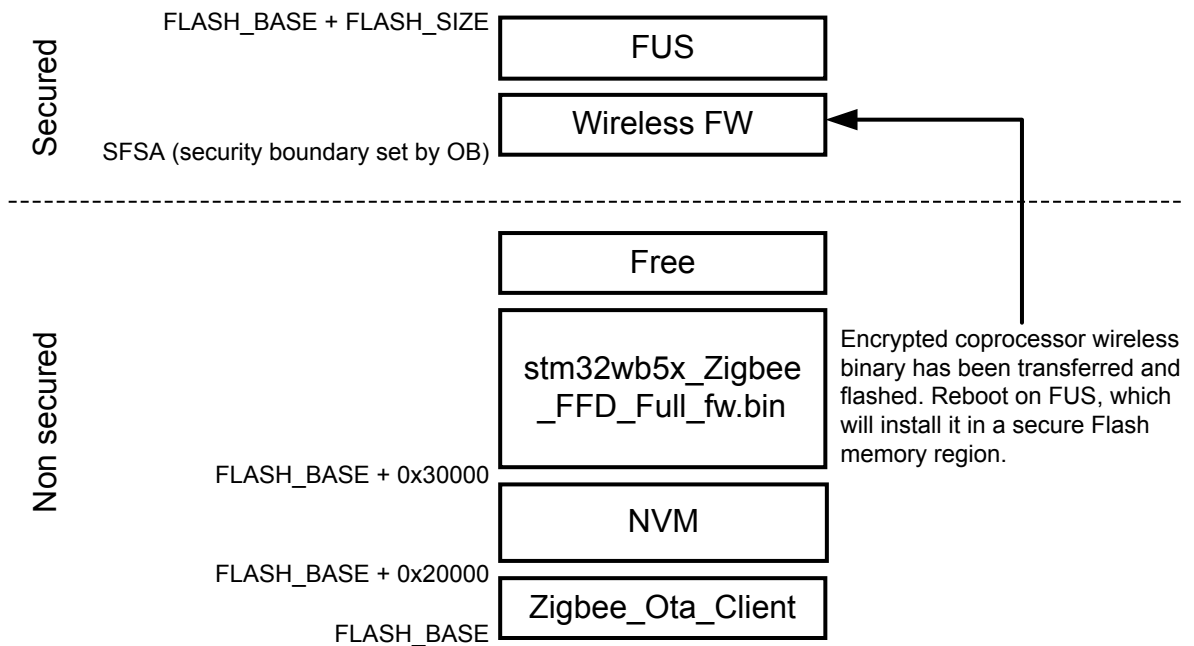 FLASH_BASE + FLASH_SIZE
FUS
Secured
Wireless FW
SFSA (security boundary set by OB)
Free
Non secured
stm32wb5x_Zigbee
_FFD_Full_fw.bin
Encrypted coprocessor wireless
binary has been transferred and
flashed. Reboot on FUS, which
will install it in a secure Flash
memory region.
FLASH_BASE + 0x30000
NVM
FLASH_BASE + 0x20000
Zigbee_Ota_Client
FLASH_BASE